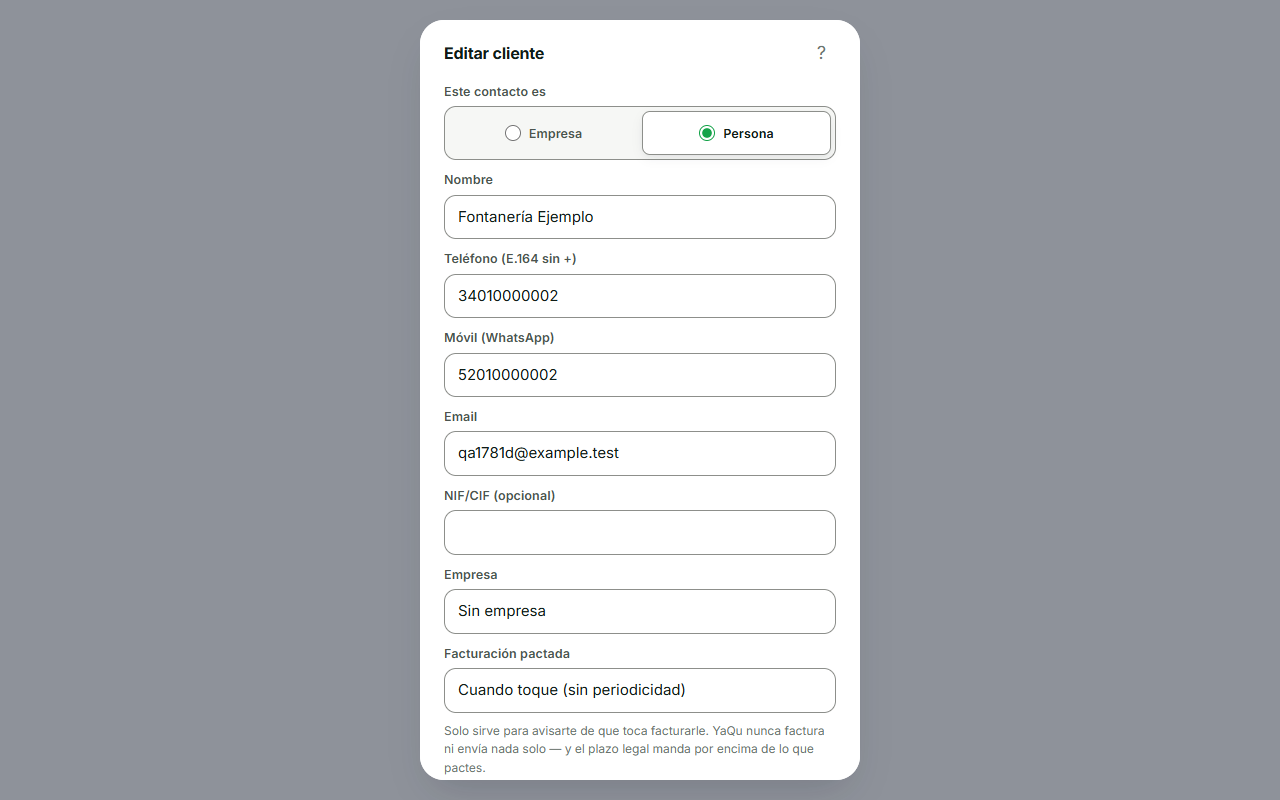 Editar cliente
?
Este contacto es
Empresa
Persona
Nombre
Fontanería Ejemplo
Teléfono (E.164 sin +)
34010000002
Móvil (WhatsApp)
52010000002
Email
qa1781d@example.test
NIF/CIF (opcional)
Empresa
Sin empresa
Facturación pactada
Cuando toque (sin periodicidad)
Solo sirve para avisarte de que toca facturarle. YaQu nunca factura
ni envía nada solo — y el plazo legal manda por encima de lo que
pactes.